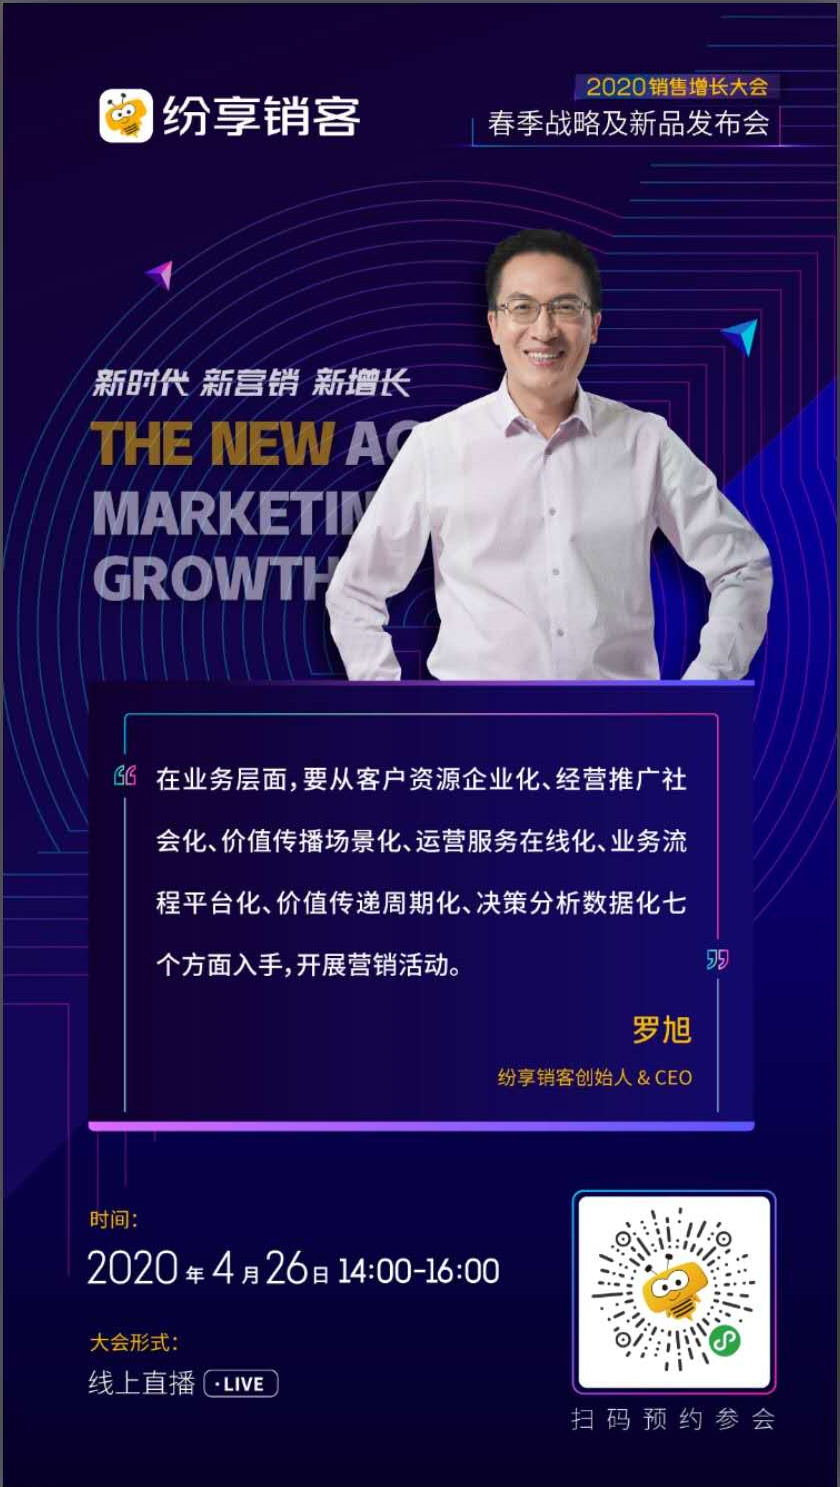 纷享销客
2020销售增长大会
春季战略及新品发布会
新时代 新营销 新增长
THE NEW
MARKETIN
GROWTH
在业务层面，要从客户资源企业化、经营推广社
会化、价值传播场景化、运营服务在线化、业务流
程平台化、价值传递周期化、决策分析数据化七
个方面入手，开展营销活动。
罗旭
纷享销客创始人 & CEO
时间：
2020年4月26日 14:00-16:00
大会形式：
线上直播 ·LIVE
扫码预约参会